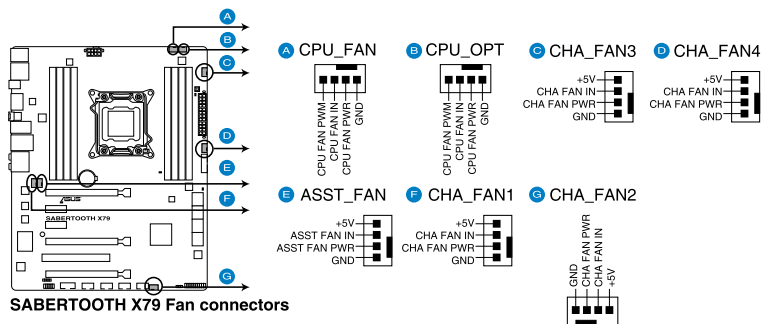 A
B
C
D
E
F
G
ASUS
SABERTOOTH X79
SABERTOOTH X79 Fan connectors
A CPU_FAN
CPU FAN PWM
CPU FAN IN
CPU FAN PWR
GND
B CPU_OPT
CPU FAN PWM
CPU FAN IN
CPU FAN PWR
GND
C CHA_FAN3
+5V
CHA FAN IN
CHA FAN PWR
GND
D CHA_FAN4
+5V
CHA FAN IN
CHA FAN PWR
GND
E ASST_FAN
+5V
ASST FAN IN
ASST FAN PWR
GND
F CHA_FAN1
+5V
CHA FAN IN
CHA FAN PWR
GND
G CHA_FAN2
GND
CHA FAN PWR
CHA FAN IN
+5V